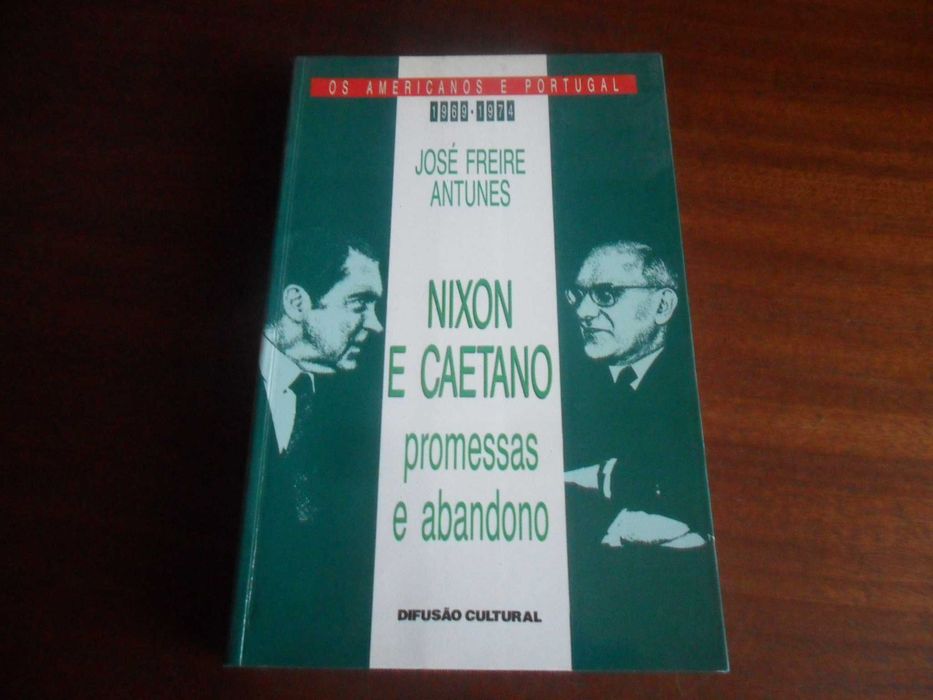 OS AMERICANOS E PORTUGAL
1969•1974
JOSÉ FREIRE
ANTUNES
NIXON
E CAETANO
promessas
e abandono
DIFUSÃO CULTURAL